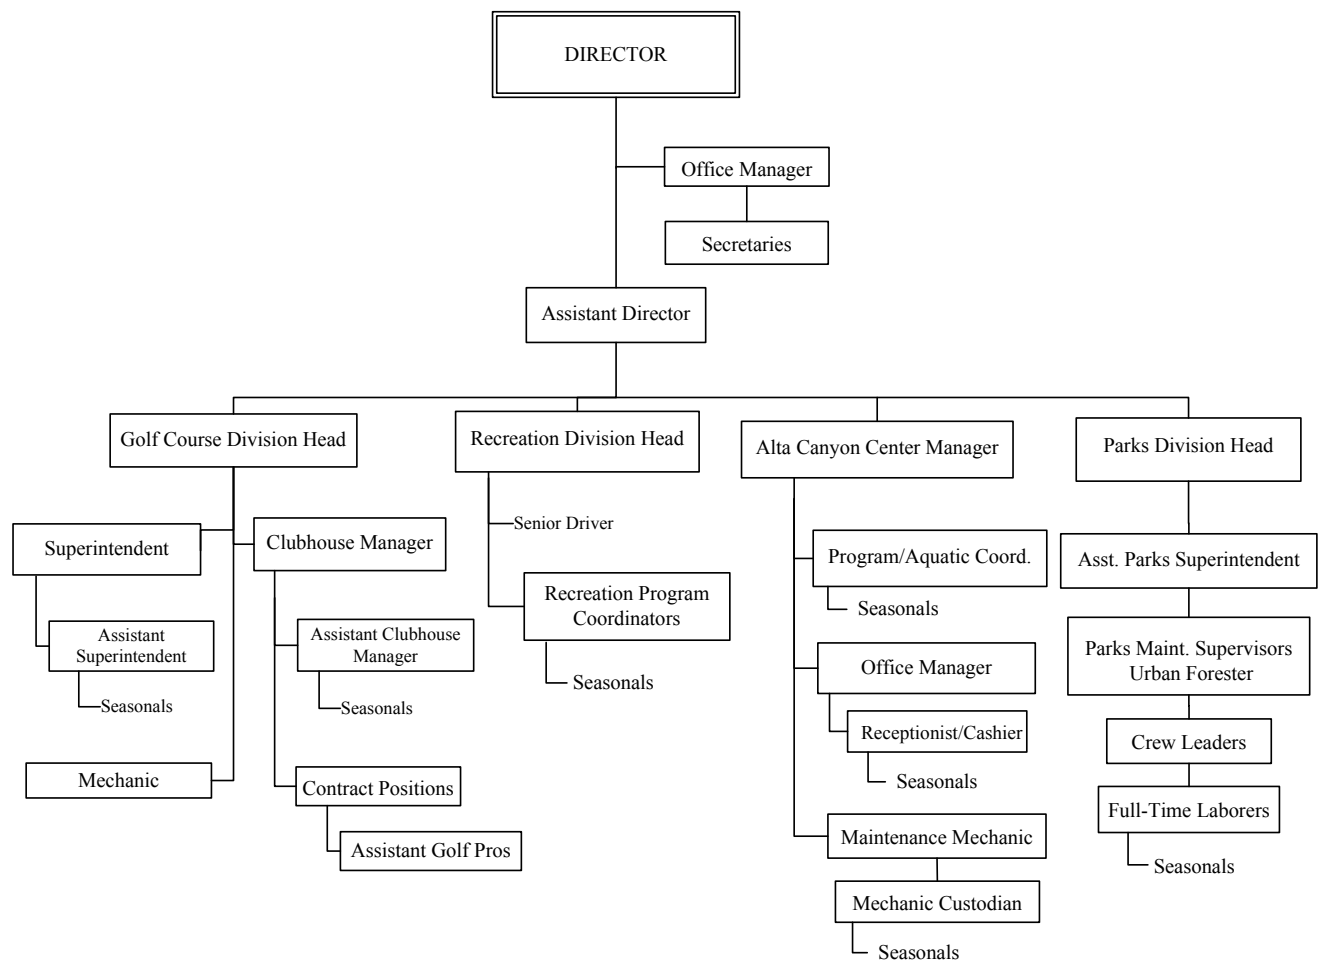 DIRECTOR
Office Manager
Secretaries
Assistant Director
Golf Course Division Head
Superintendent
Assistant
Superintendent
Seasonals
Mechanic
Clubhouse Manager
Assistant Clubhouse
Manager
Seasonals
Contract Positions
Assistant Golf Pros
Recreation Division Head
Senior Driver
Recreation Program
Coordinators
Seasonals
Alta Canyon Center Manager
Program/Aquatic Coord.
Seasonals
Office Manager
Receptionist/Cashier
Seasonals
Maintenance Mechanic
Mechanic Custodian
Seasonals
Parks Division Head
Asst. Parks Superintendent
Parks Maint. Supervisors
Urban Forester
Crew Leaders
Full-Time Laborers
Seasonals